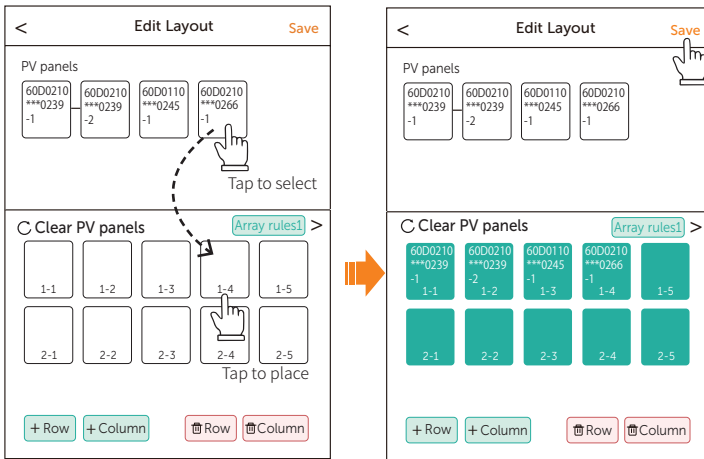 < Edit Layout Save
PV panels
60D0210 60D0210 60D0110 60D0210
***0239 ***0239 ***0245 ***0266
-1 -2 -1 -1
Tap to select
Clear PV panels Array rules1 >
1-1 1-2 1-3 1-4 1-5
2-1 2-2 2-3 2-4 2-5
Tap to place
+ Row + Column Row Column
< Edit Layout Save
PV panels
60D0210 60D0210 60D0110 60D0210
***0239 ***0239 ***0245 ***0266
-1 -2 -1 -1
Clear PV panels Array rules1 >
60D0210 60D0210 60D0110 60D0210
***0239 ***0239 ***0245 ***0266
-1 -2 -1 -1
1-1 1-2 1-3 1-4 1-5
2-1 2-2 2-3 2-4 2-5
+ Row + Column Row Column